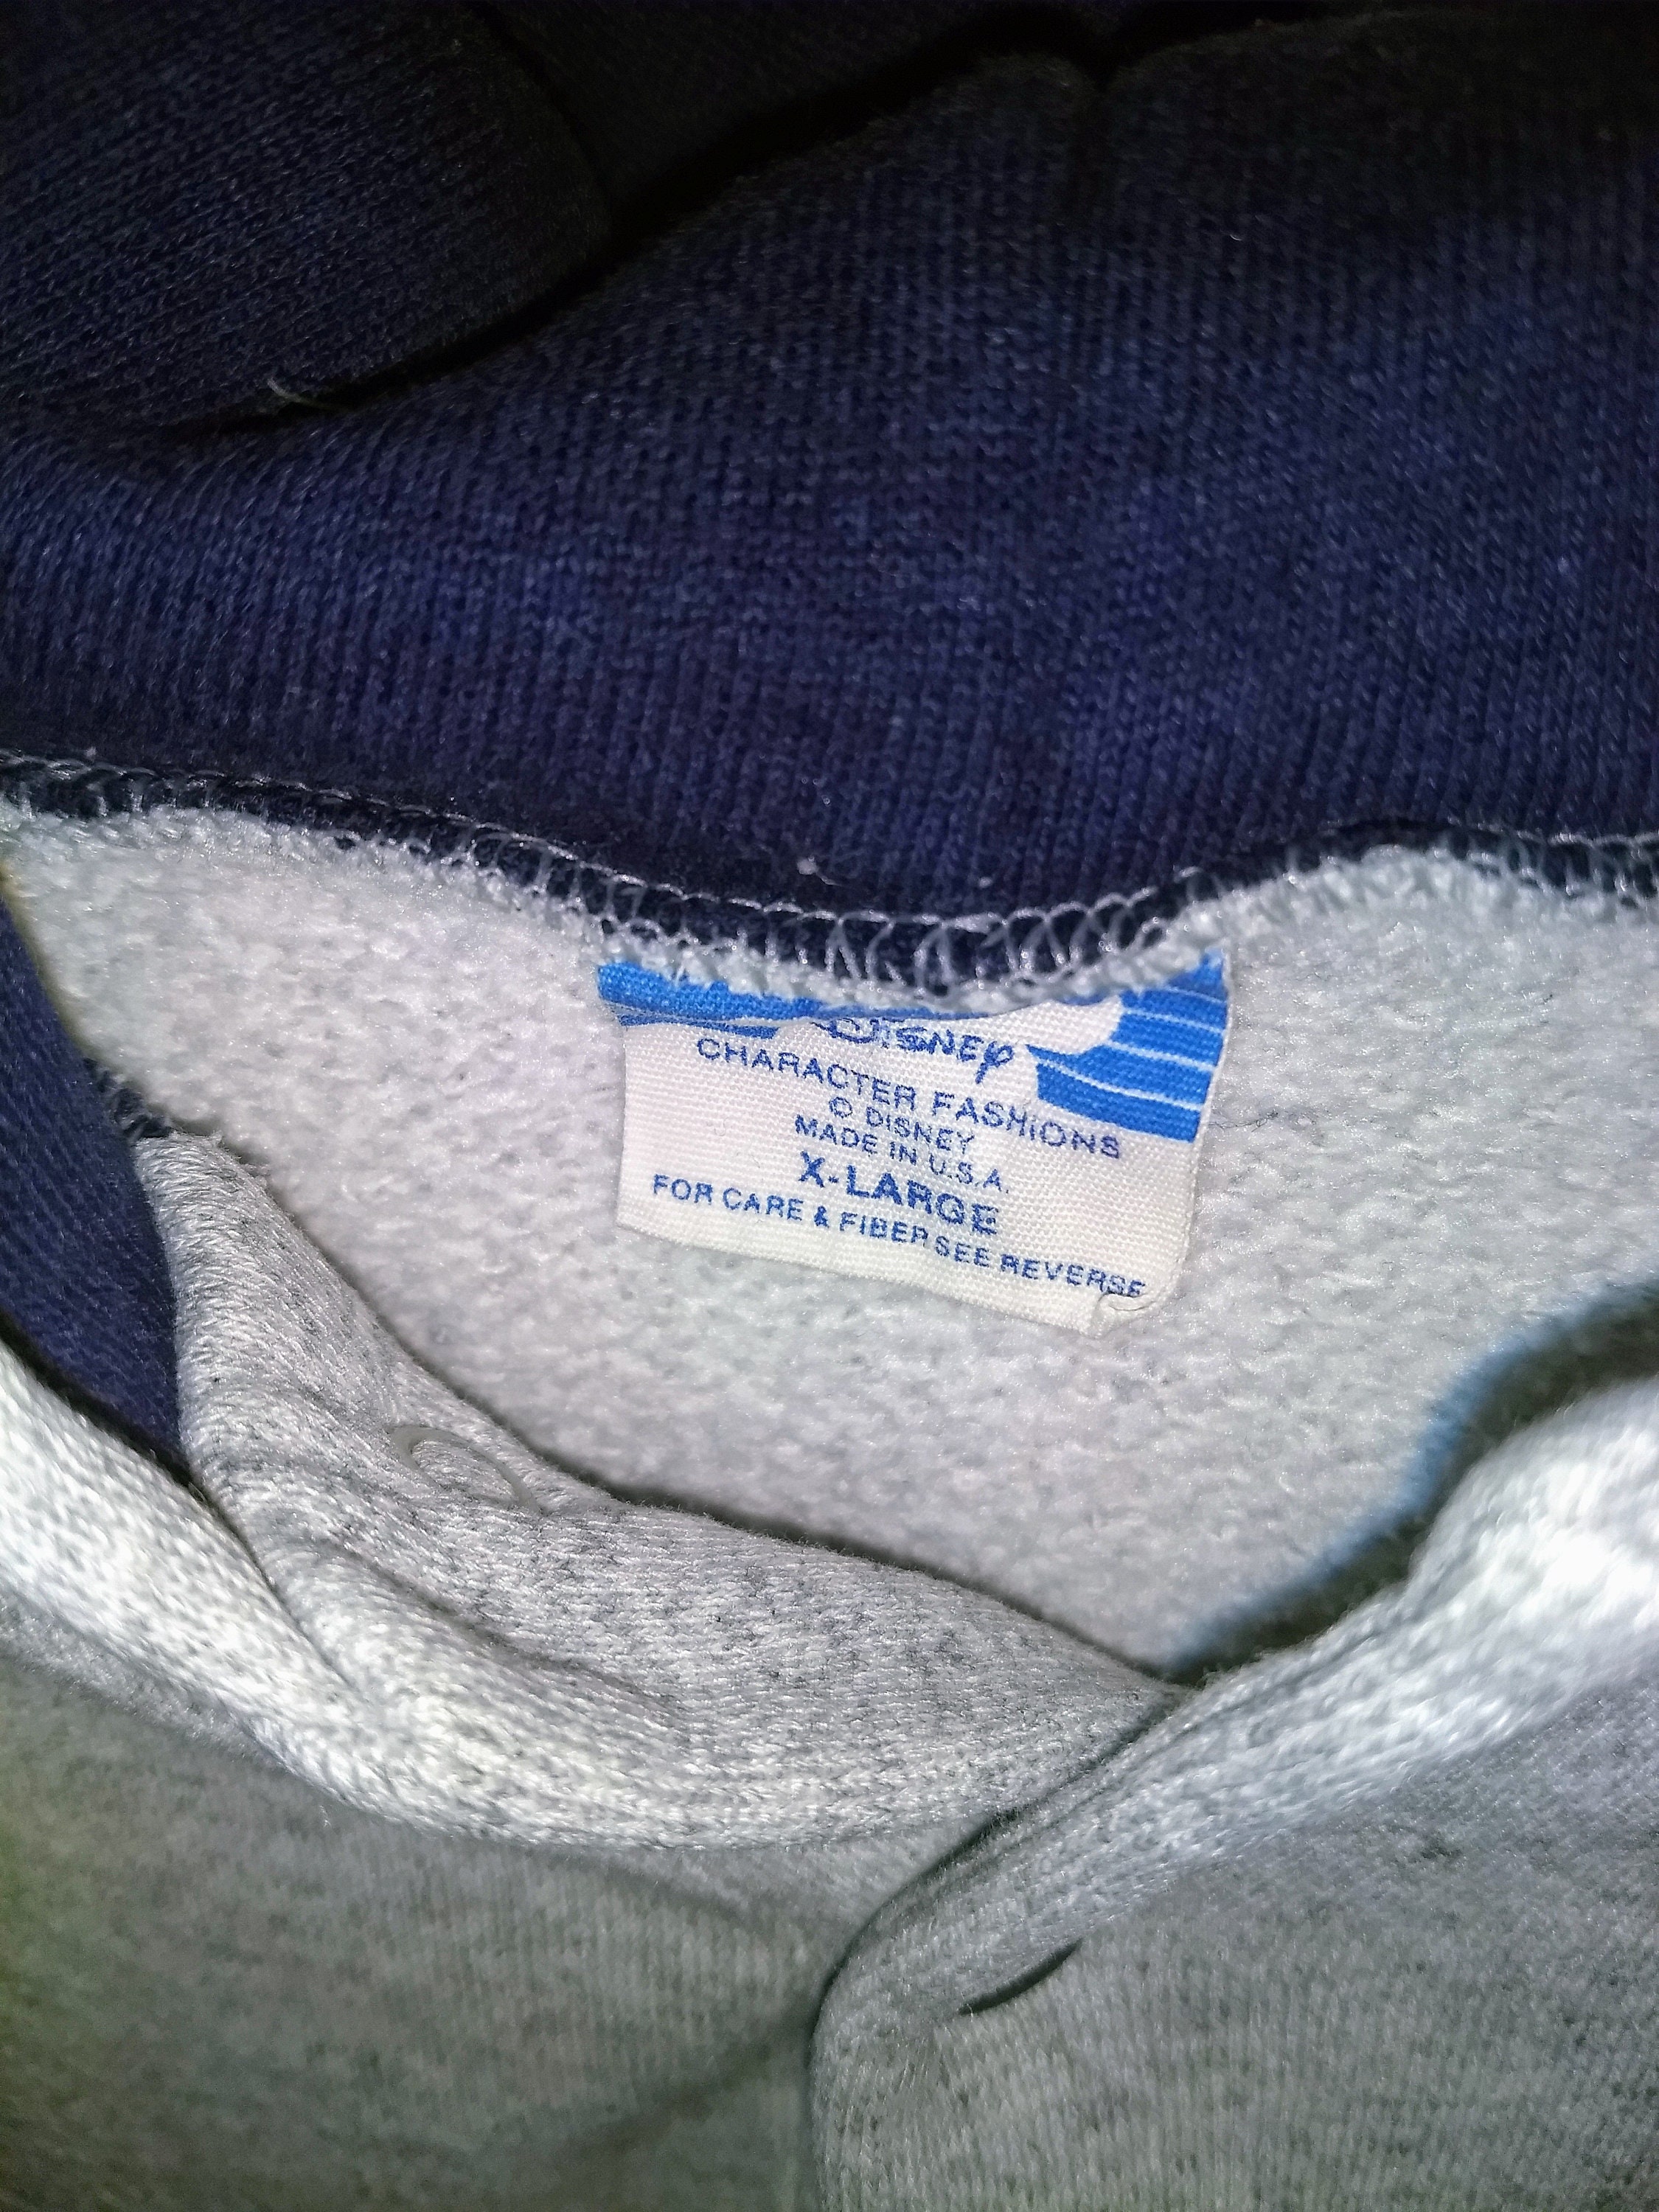 DISNEY
CHARACTER FASHIONS
© DISNEY
MADE IN U.S.A.
X-LARGE
FOR CARE & FIBER SEE REVERSE